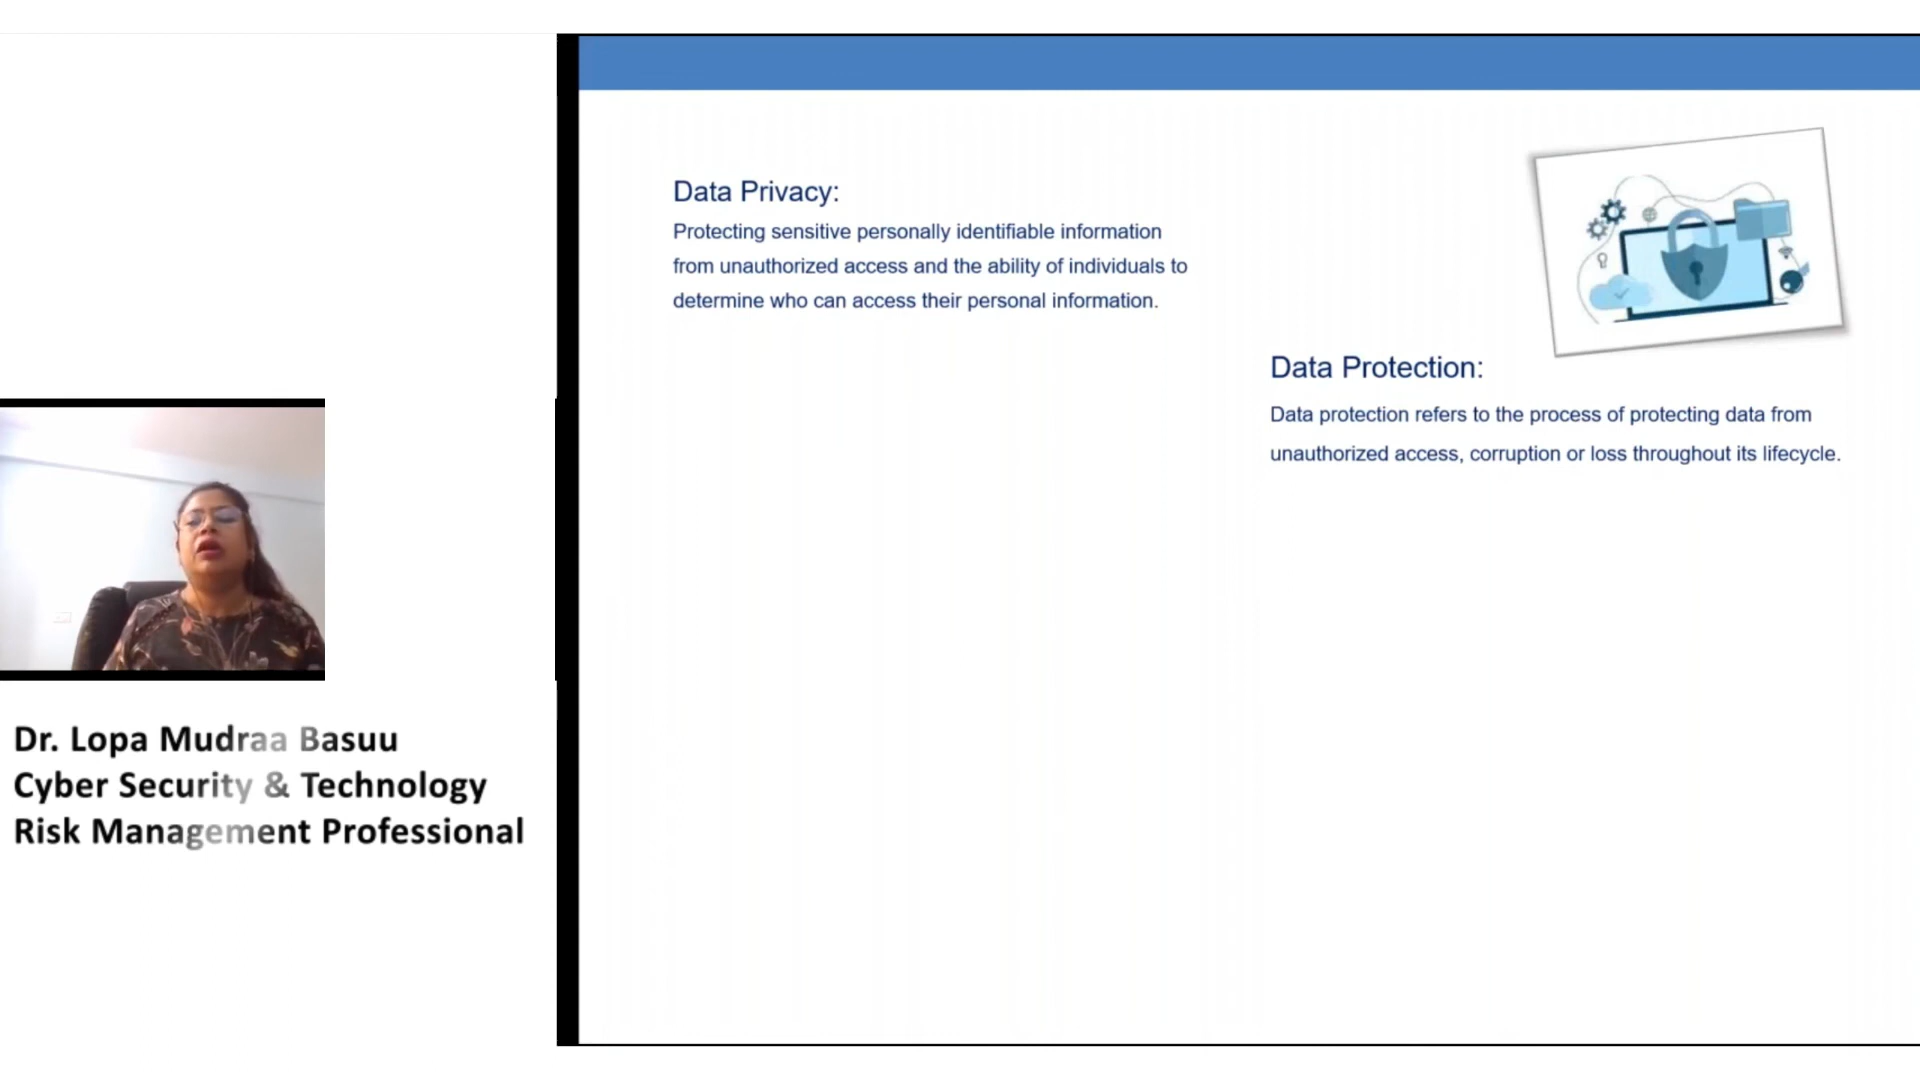 Data Privacy:
Protecting sensitive personally identifiable information
from unauthorized access and the ability of individuals to
determine who can access their personal information.
Data Protection:
Data protection refers to the process of protecting data from
unauthorized access, corruption or loss throughout its lifecycle.
Dr. Lopa Mudraa Basuu
Cyber Security & Technology
Risk Management Professional